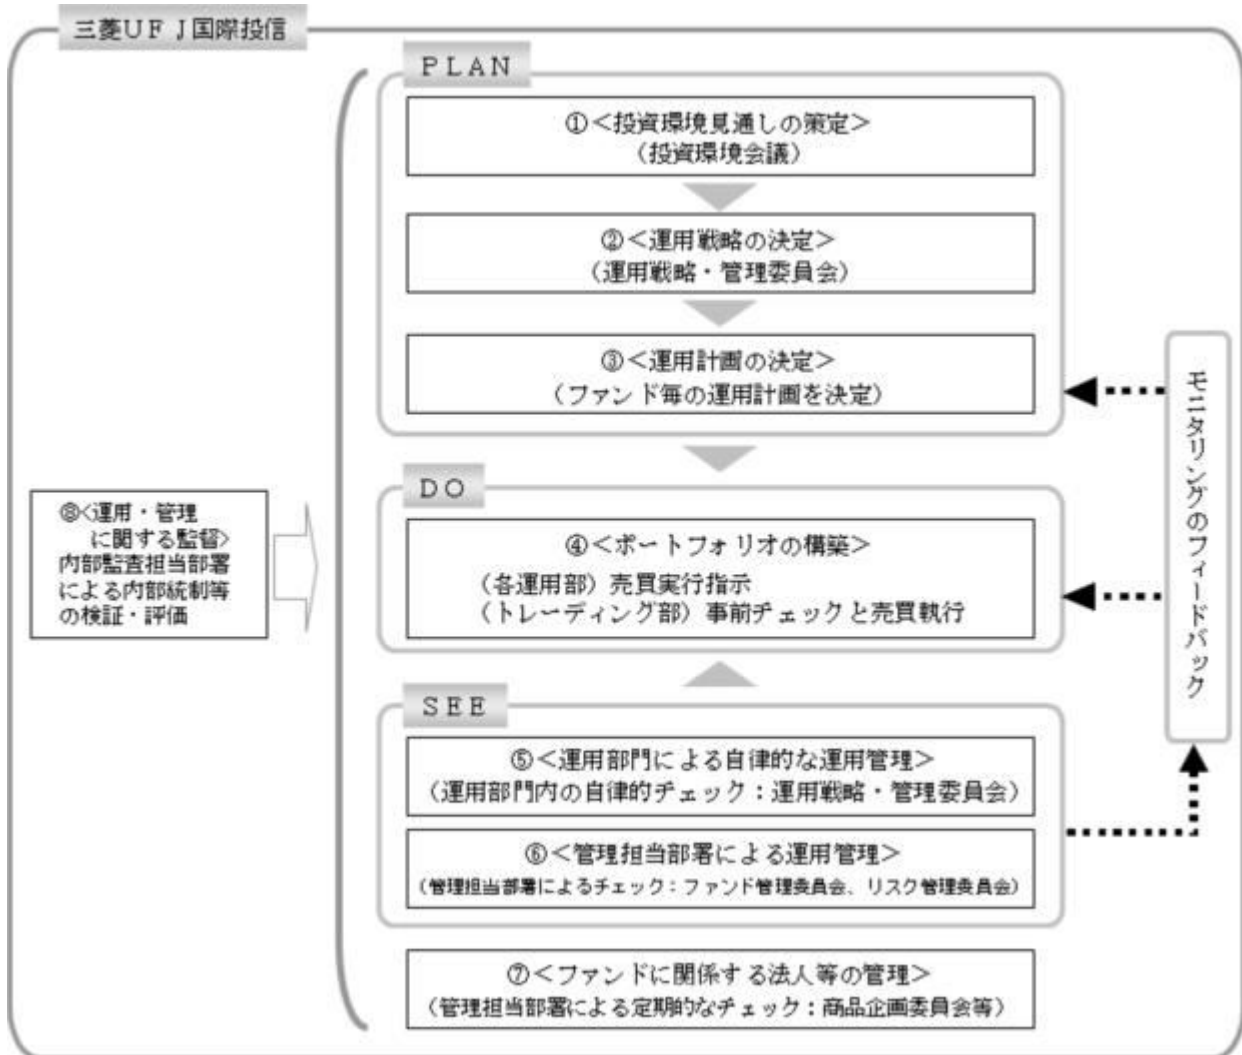 三菱UFJ国際投信
PLAN
①<投資環境見通しの策定>
(投資環境会議)
②<運用戦略の決定>
(運用戦略・管理委員会)
③<運用計画の決定>
(ファンド毎の運用計画を決定)
DO
④<ポートフォリオの構築>
(各運用部)売買実行指示
(トレーディング部)事前チェックと売買執行
SEE
⑤<運用部門による自律的な運用管理>
(運用部門内の自律的チェック:運用戦略・管理委員会)
⑥<管理担当部署による運用管理>
(管理担当部署によるチェック:ファンド管理委員会、リスク管理委員会)
⑦<ファンドに関係する法人等の管理>
(管理担当部署による定期的なチェック:商品企画委員会等)
⑧<運用・管理
に関する監督>
内部監査担当部署
による内部統制等
の検証・評価
モニタリングのフィードバック